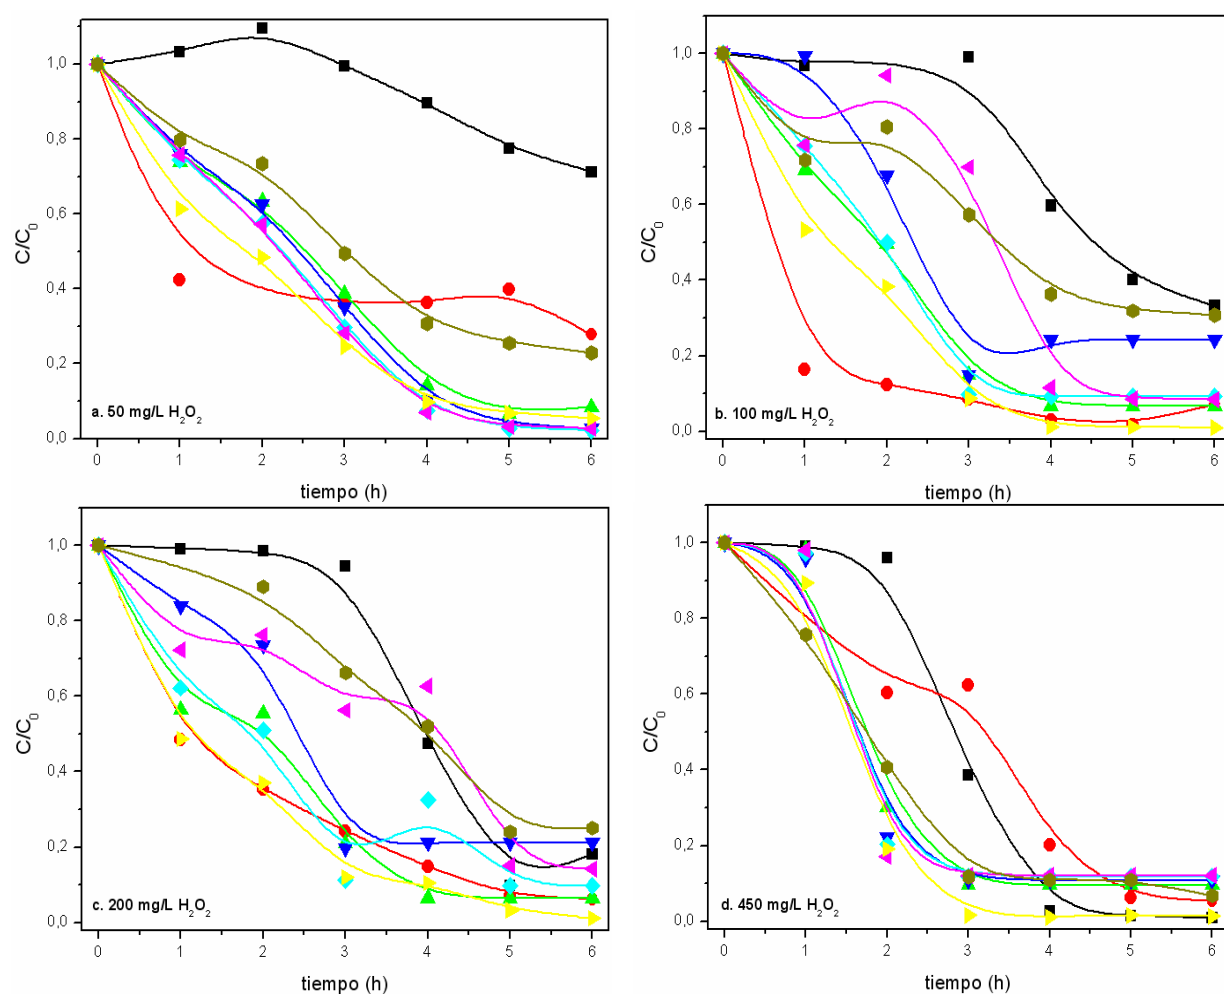 1,0
0,8
0,6
0,4
0,2
0,0
C/C₀
a. 50 mg/L H₂O₂
0 1 2 3 4 5 6
tiempo (h)
1,0
0,8
0,6
0,4
0,2
0,0
C/C₀
b. 100 mg/L H₂O₂
0 1 2 3 4 5 6
tiempo (h)
1,0
0,8
0,6
0,4
0,2
0,0
C/C₀
c. 200 mg/L H₂O₂
0 1 2 3 4 5 6
tiempo (h)
1,0
0,8
0,6
0,4
0,2
0,0
C/C₀
d. 450 mg/L H₂O₂
0 1 2 3 4 5 6
tiempo (h)